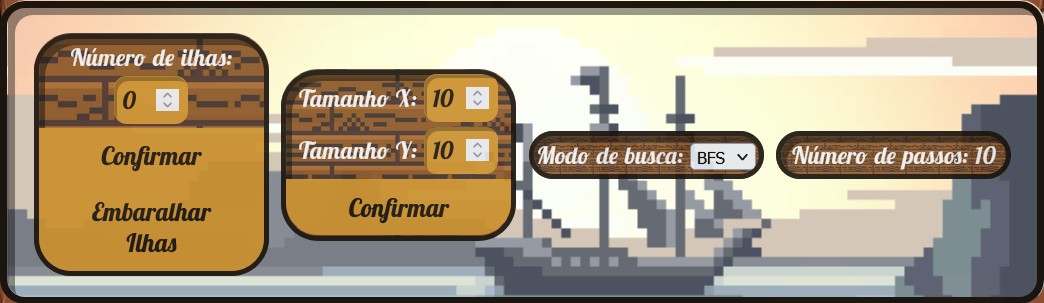 Número de ilhas:
0
Confirmar
Embaralhar
Ilhas
Tamanho X: 10
Tamanho Y: 10
Confirmar
Modo de busca: BFS
Número de passos: 10